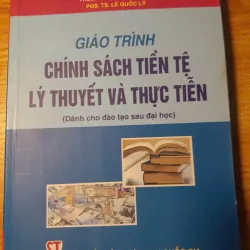 PGS. TS. LÊ QUỐC LÝ
GIÁO TRÌNH
CHÍNH SÁCH TIỀN TỆ
LÝ THUYẾT VÀ THỰC TIỄN
(Dành cho đào tạo sau đại học)
ST